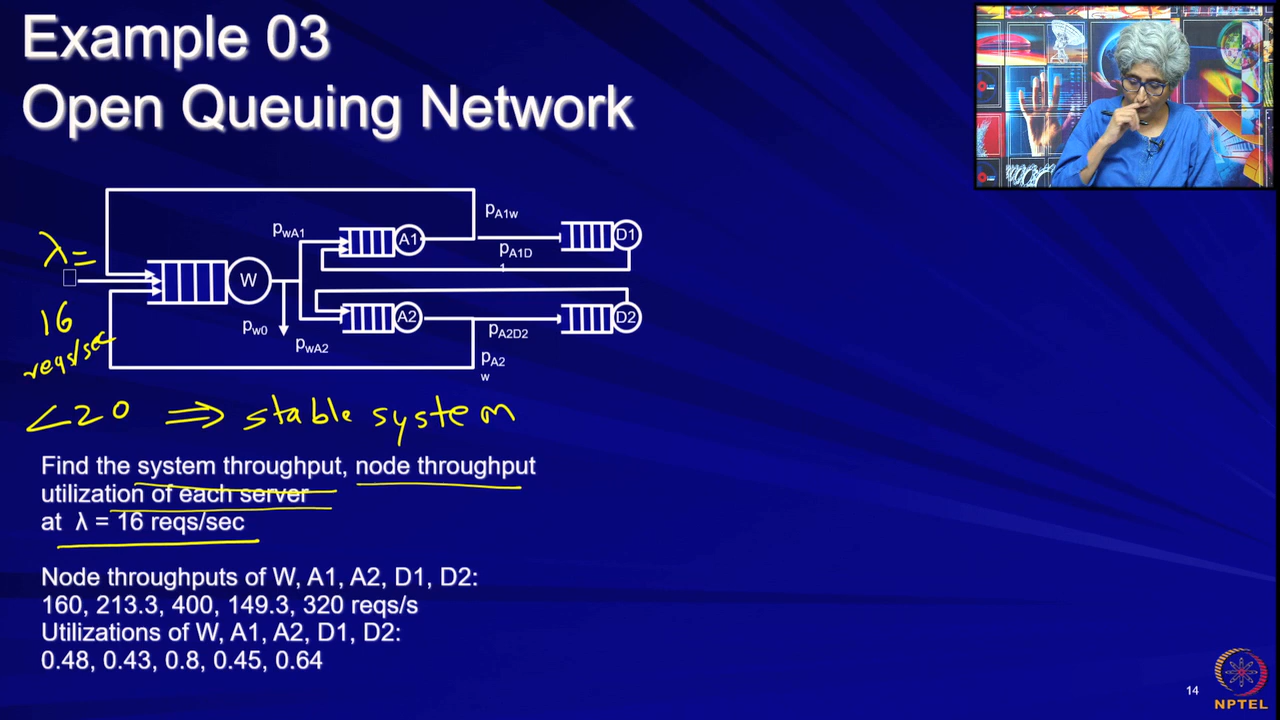 Example 03
Open Queuing Network
λ =
16
reqs/sec
W
pwA1
pw0
pwA2
A1
A2
pA1w
pA1D
1
pA2D2
pA2
w
D1
D2
<20 ⇒ stable system
Find the system throughput, node throughput
utilization of each server
at λ = 16 reqs/sec
Node throughputs of W, A1, A2, D1, D2:
160, 213.3, 400, 149.3, 320 reqs/s
Utilizations of W, A1, A2, D1, D2:
0.48, 0.43, 0.8, 0.45, 0.64
14
NPTEL